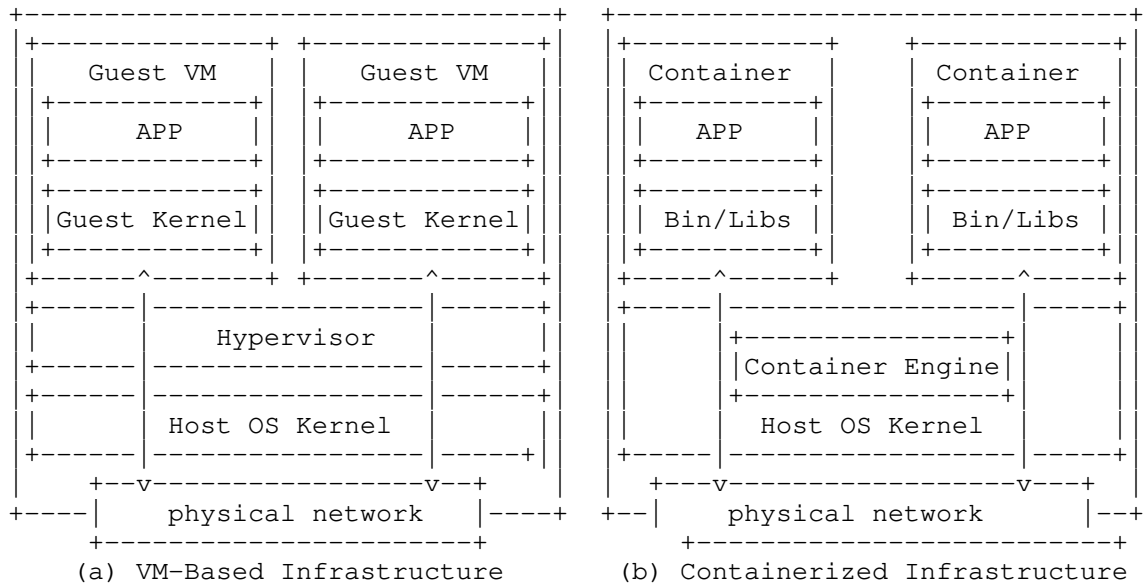 Guest VM Guest VM Container Container
APP APP APP APP
Guest Kernel Guest Kernel Bin/Libs Bin/Libs
Hypervisor
Container Engine
Host OS Kernel Host OS Kernel
physical network physical network
(a) VM-Based Infrastructure (b) Containerized Infrastructure